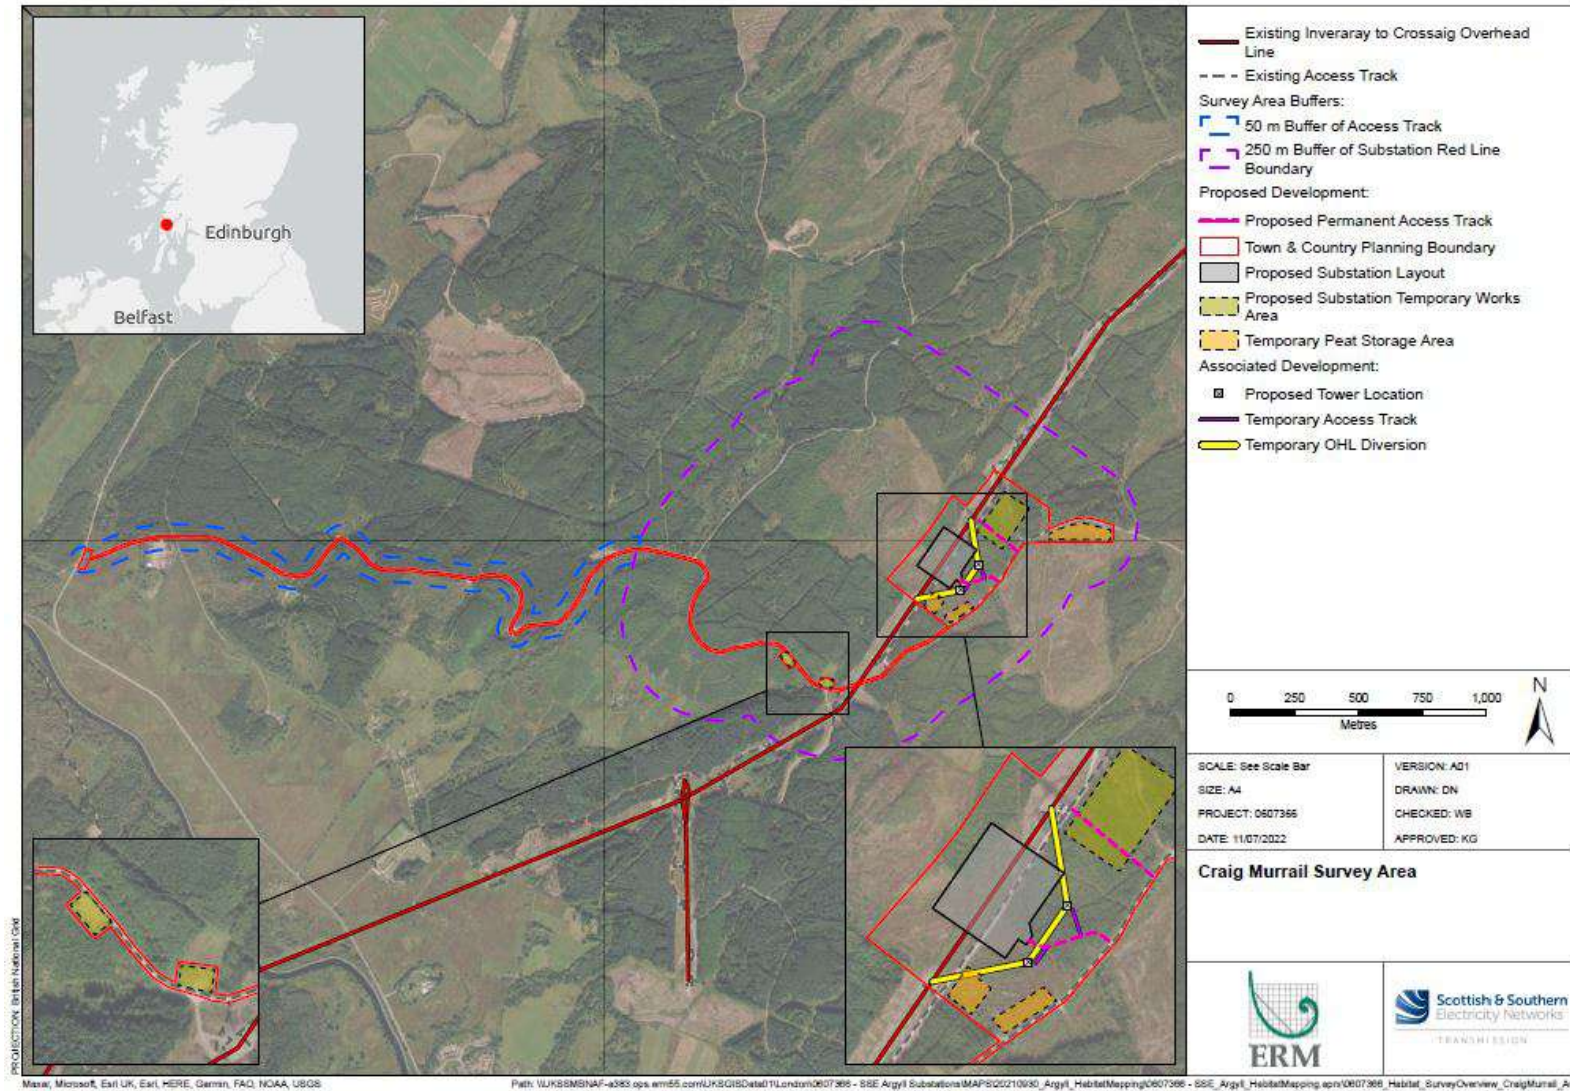 Edinburgh
Belfast
Existing Inveraray to Crossaig Overhead
Line
Existing Access Track
Survey Area Buffers:
50 m Buffer of Access Track
250 m Buffer of Substation Red Line
Boundary
Proposed Development:
Proposed Permanent Access Track
Town & Country Planning Boundary
Proposed Substation Layout
Proposed Substation Temporary Works
Area
Temporary Peat Storage Area
Associated Development:
Proposed Tower Location
Temporary Access Track
Temporary OHL Diversion
0 250 500 750 1,000
Metres
N
SCALE: See Scale Bar
VERSION: A01
SIZE: A4
DRAWN: DN
PROJECT: 0607366
CHECKED: WB
DATE: 11/07/2022
APPROVED: KG
Craig Murrail Survey Area
ERM
Scottish & Southern
Electricity Networks
TRANSMISSION
PROJECTION: British National Grid
Maxar, Microsoft, Esri UK, Esri, HERE, Garmin, FAO, NOAA, USGS